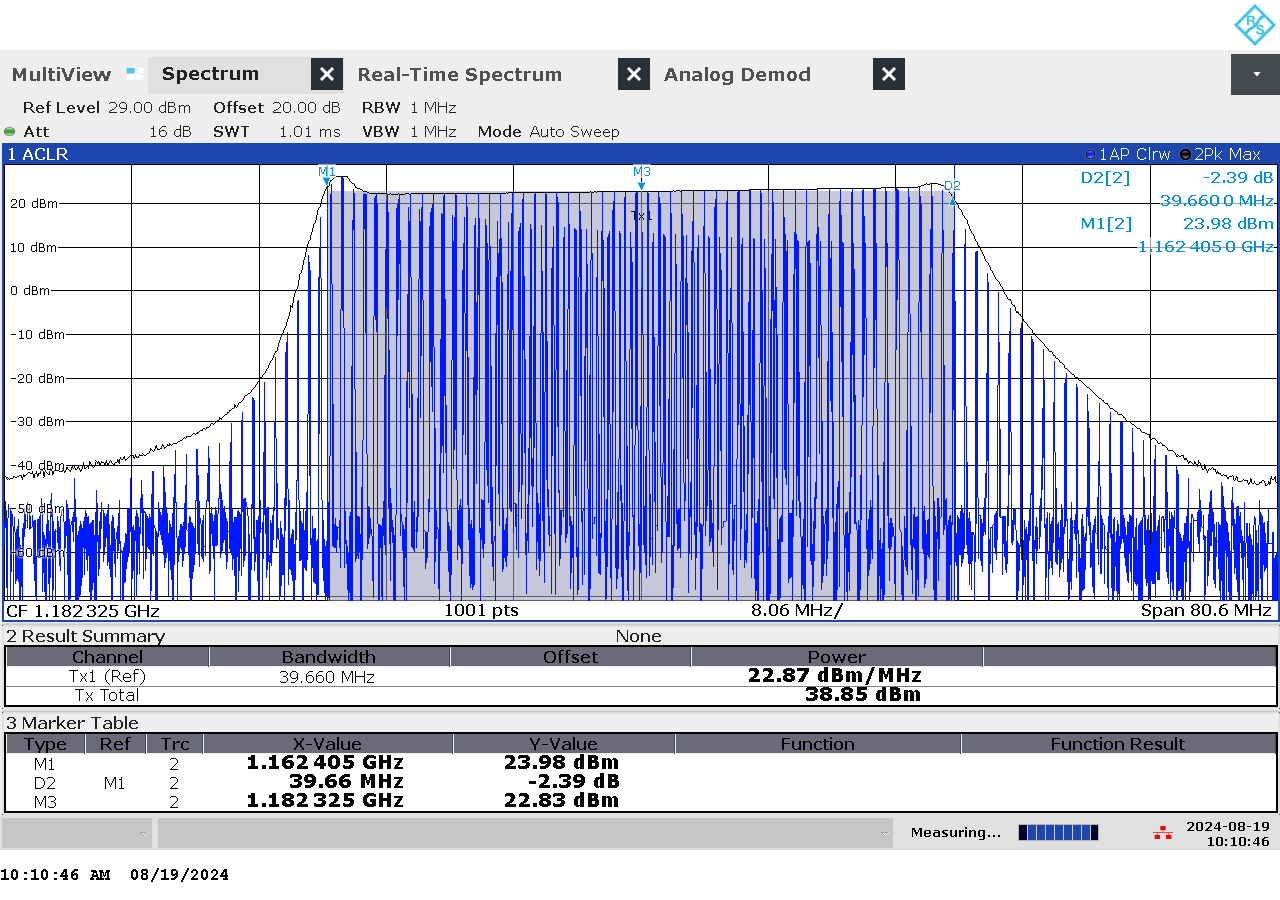 R&S
MultiView Spectrum Real-Time Spectrum Analog Demod
Ref Level 29.00 dBm Offset 20.00 dB RBW 1 MHz
Att 16 dB SWT 1.01 ms VBW 1 MHz Mode Auto Sweep
1 ACLR 1AP Clrw 2Pk Max
M1 M3 D2[2] -2.39 dB
D2
39.660 0 MHz
20 dBm
Tx1
M1[2] 23.98 dBm
1.162 405 0 GHz
10 dBm
0 dBm
-10 dBm
-20 dBm
-30 dBm
-40 dBm
-50 dBm
-60 dBm
CF 1.182 325 GHz 1001 pts 8.06 MHz/ Span 80.6 MHz
2 Result Summary None
Channel Bandwidth Offset Power
Tx1 (Ref) 39.660 MHz 22.87 dBm/MHz
Tx Total 38.85 dBm
3 Marker Table
Type Ref Trc X-Value Y-Value Function Function Result
M1 2 1.162 405 GHz 23.98 dBm
D2 M1 2 39.66 MHz -2.39 dB
M3 2 1.182 325 GHz 22.83 dBm
Measuring... 2024-08-19
10:10:46
10:10:46 AM 08/19/2024